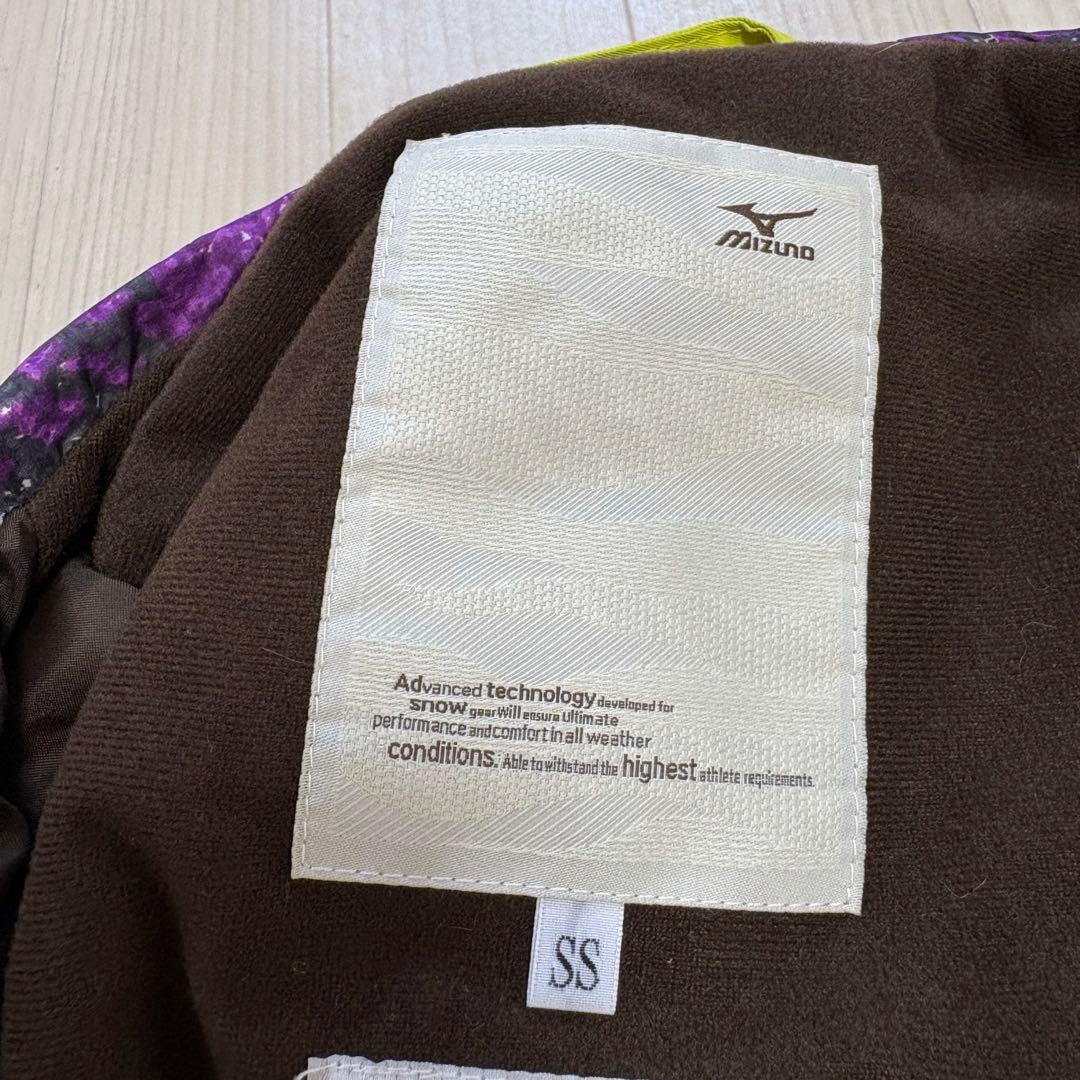 MIZUNO
Advanced technology developed for
snow gear Will ensure Ultimate
performance and comfort in all weather
conditions. Able to withstand the highest athlete requirements.
SS